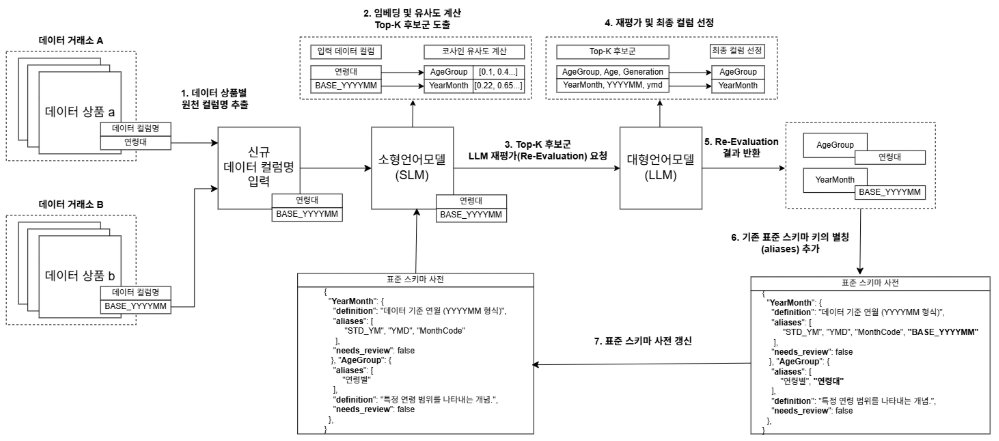 데이터 거래소 A
데이터 상품 a
데이터 컬럼명
연령대
데이터 거래소 B
데이터 상품 b
데이터 컬럼명
BASE_YYYYMM
1. 데이터 상품별
원천 컬럼명 추출
신규
데이터 컬럼명
입력
연령대
BASE_YYYYMM
2. 임베딩 및 유사도 계산
Top-K 후보군 도출
입력 데이터 컬럼
코사인 유사도 계산
연령대
AgeGroup
[0.1, 0.4...]
BASE_YYYYMM
YearMonth
[0.22, 0.65...]
소형언어모델
(SLM)
연령대
BASE_YYYYMM
3. Top-K 후보군
LLM 재평가(Re-Evaluation) 요청
4. 재평가 및 최종 컬럼 선정
Top-K 후보군
최종 컬럼 선정
AgeGroup, Age, Generation
AgeGroup
YearMonth, YYYYMM, ymd
YearMonth
대형언어모델
(LLM)
5. Re-Evaluation
결과 반환
AgeGroup
연령대
YearMonth
BASE_YYYYMM
6. 기존 표준 스키마 키의 별칭
(aliases) 추가
표준 스키마 사전
{
"YearMonth": {
"definition": "데이터 기준 연월 (YYYYMM 형식)",
"aliases": [
"STD_YM", "YMD", "MonthCode", "BASE_YYYYMM"
],
"needs_review": false
}, "AgeGroup": {
"aliases": [
"연령별", "연령대"
],
"definition": "특정 연령 범위를 나타내는 개념.",
"needs_review": false
},
}
7. 표준 스키마 사전 갱신
표준 스키마 사전
{
"YearMonth": {
"definition": "데이터 기준 연월 (YYYYMM 형식)",
"aliases": [
"STD_YM", "YMD", "MonthCode"
],
"needs_review": false
}, "AgeGroup": {
"aliases": [
"연령별"
],
"definition": "특정 연령 범위를 나타내는 개념.",
"needs_review": false
},
}